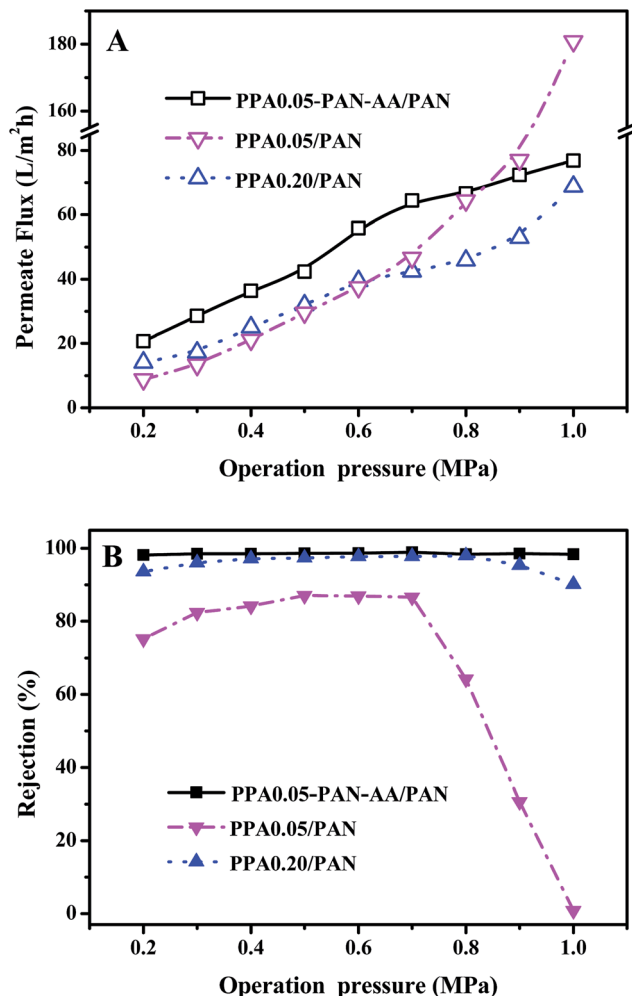 A
180
160
80
60
40
20
0
Permeate Flux (L/m²h)
PPA0.05-PAN-AA/PAN
PPA0.05/PAN
PPA0.20/PAN
0.2 0.4 0.6 0.8 1.0
Operation pressure (MPa)
B
100
80
60
40
20
0
Rejection (%)
PPA0.05-PAN-AA/PAN
PPA0.05/PAN
PPA0.20/PAN
0.2 0.4 0.6 0.8 1.0
Operation pressure (MPa)